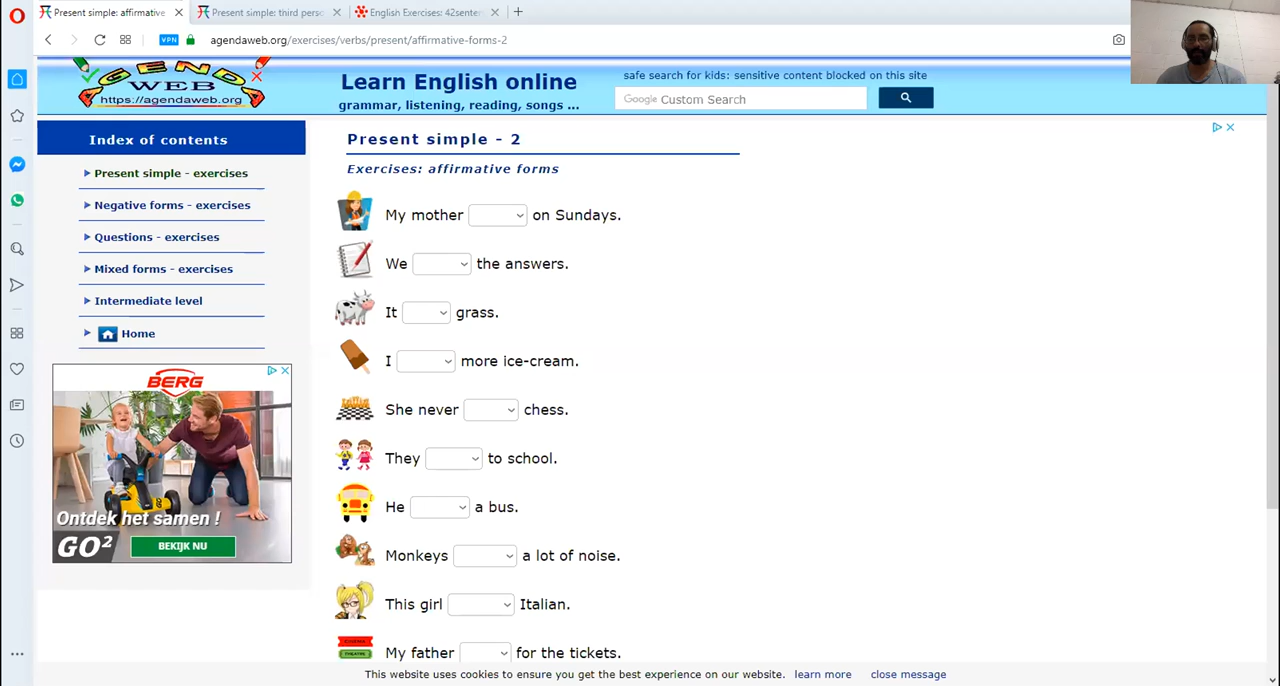 Present simple: affirmative
Present simple: third perso
English Exercises: 42senten
VPN
agendaweb.org/exercises/verbs/present/affirmative-forms-2
AGENDA
WEB
https://agendaweb.org
Learn English online
grammar, listening, reading, songs ...
safe search for kids: sensitive content blocked on this site
Google Custom Search
Index of contents
Present simple - exercises
Negative forms - exercises
Questions - exercises
Mixed forms - exercises
Intermediate level
Home
BERG
Ontdek het samen !
GO²
BEKIJK NU
Present simple - 2
Exercises: affirmative forms
My mother on Sundays.
We the answers.
It grass.
I more ice-cream.
She never chess.
They to school.
He a bus.
Monkeys a lot of noise.
This girl Italian.
My father for the tickets.
This website uses cookies to ensure you get the best experience on our website. learn more close message